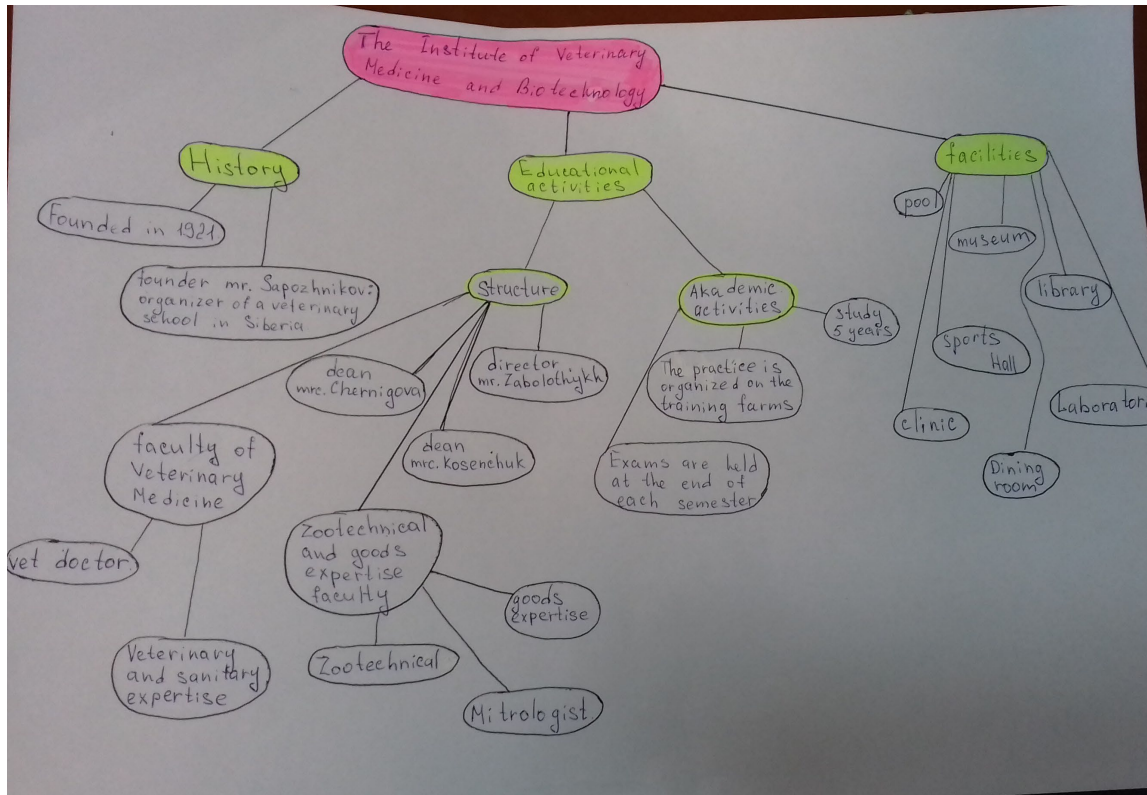 The Institute of Veterinary
Medicine and Biotechnology
History
Educational
activities
facilities
Founded in 1921
founder mr. Sapozhnikov:
organizer of a veterinary
school in Siberia
Structure
Akademic
activities
study
5 years
pool
museum
library
sports
Hall
clinic
Dining
room
Laborator
dean
mrc. Chernigova
director
mr. Zabolothykh
dean
mrc. Kosenchuk
The practice is
organized on the
training farms
Exams are held
at the end of
each semester
faculty of
Veterinary
Medicine
vet doctor
Veterinary
and sanitary
expertise
Zootechnical
and goods
expertise
faculty
goods
expertise
Zootechnical
Mitrologist